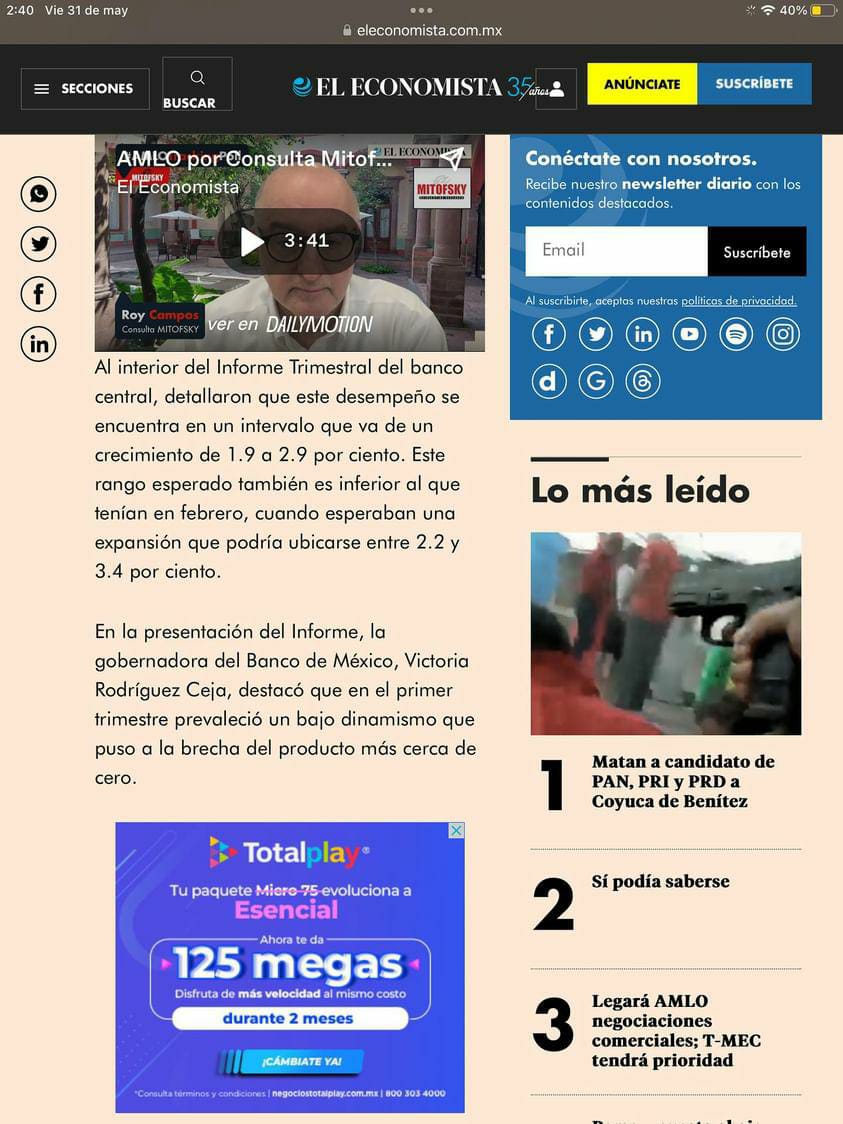 2:40 Vie 31 de may
40%
eleconomista.com.mx
SECCIONES
BUSCAR
EL ECONOMISTA 35 años
ANÚNCIATE
SUSCRÍBETE
AMLO por Consulta Mitof...
El Economista
MITOFSKY
EL ECONOMISTA
MITOFSKY
3:41
Roy Campos
Consulta MITOFSKY
ver en DAILYMOTION
Al interior del Informe Trimestral del banco
central, detallaron que este desempeño se
encuentra en un intervalo que va de un
crecimiento de 1.9 a 2.9 por ciento. Este
rango esperado también es inferior al que
tenían en febrero, cuando esperaban una
expansión que podría ubicarse entre 2.2 y
3.4 por ciento.
En la presentación del Informe, la
gobernadora del Banco de México, Victoria
Rodríguez Ceja, destacó que en el primer
trimestre prevaleció un bajo dinamismo que
puso a la brecha del producto más cerca de
cero.
Totalplay®
Tu paquete Micro 75 evoluciona a
Esencial
Ahora te da
125 megas
Disfruta de más velocidad al mismo costo
durante 2 meses
¡CÁMBIATE YA!
*Consulta términos y condiciones | negociostotalplay.com.mx | 800 303 4000
Conéctate con nosotros.
Recibe nuestro newsletter diario con los
contenidos destacados.
Email
Suscríbete
Al suscribirte, aceptas nuestras políticas de privacidad.
Lo más leído
1
Matan a candidato de
PAN, PRI y PRD a
Coyuca de Benítez
2
Sí podía saberse
3
Legará AMLO
negociaciones
comerciales; T-MEC
tendrá prioridad